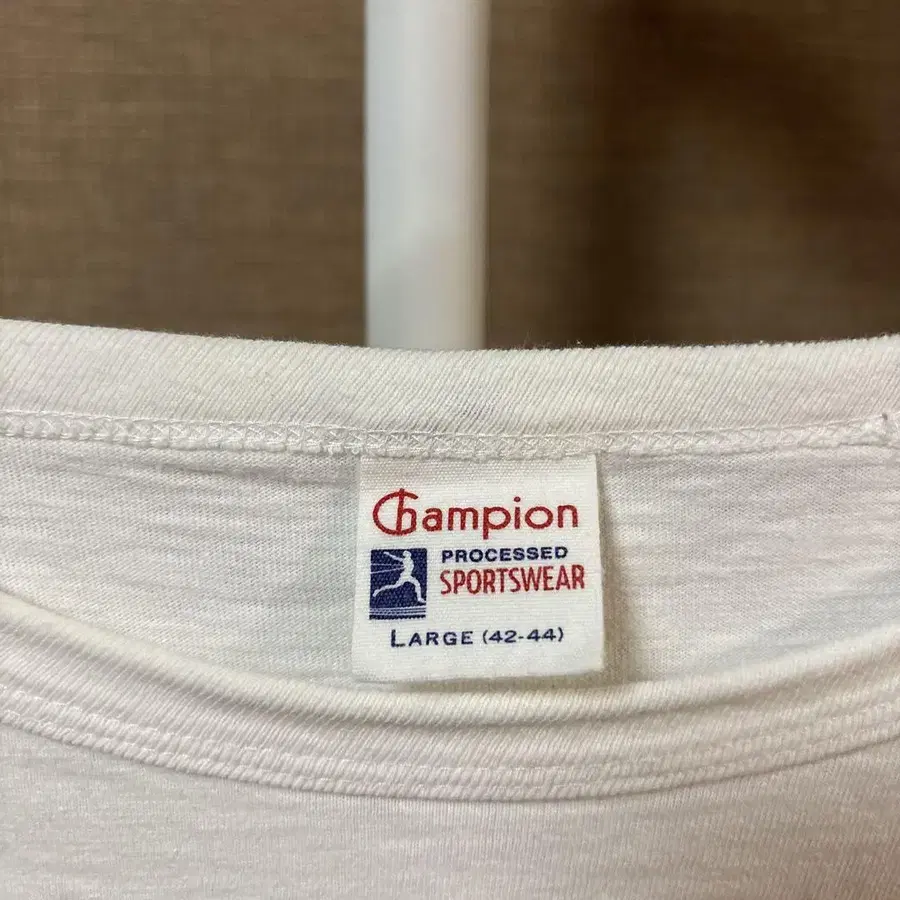 Champion
PROCESSED
SPORTSWEAR
LARGE (42-44)